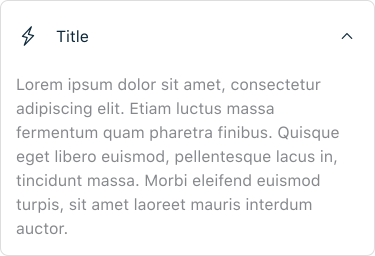 Title
Lorem ipsum dolor sit amet, consectetur
adipiscing elit. Etiam luctus massa
fermentum quam pharetra finibus. Quisque
eget libero euismod, pellentesque lacus in,
tincidunt massa. Morbi eleifend euismod
turpis, sit amet laoreet mauris interdum
auctor.